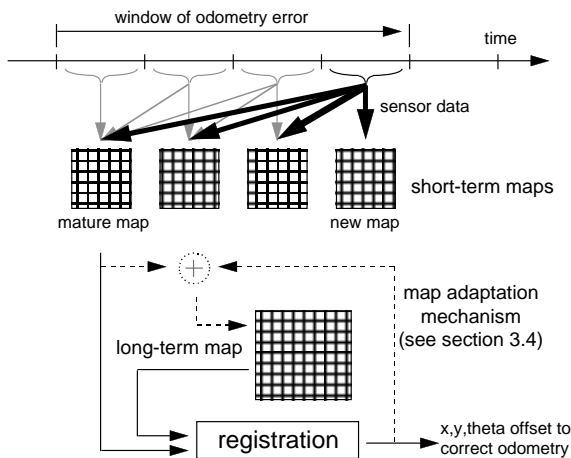 window of odometry error
time
sensor data
short-term maps
mature map
new map
+
map adaptation
mechanism
(see section 3.4)
long-term map
registration
x,y,theta offset to
correct odometry